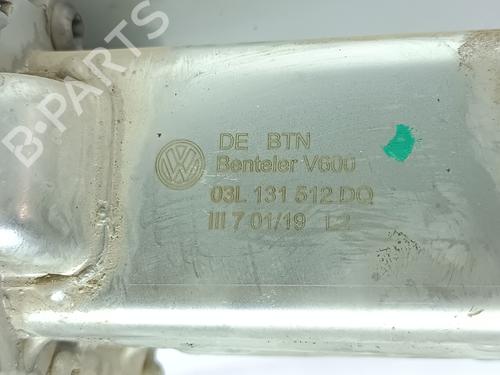 B-PARTS
DE BTN
Benteler V600
03L 131 512 DQ
III 7 01/19 L2